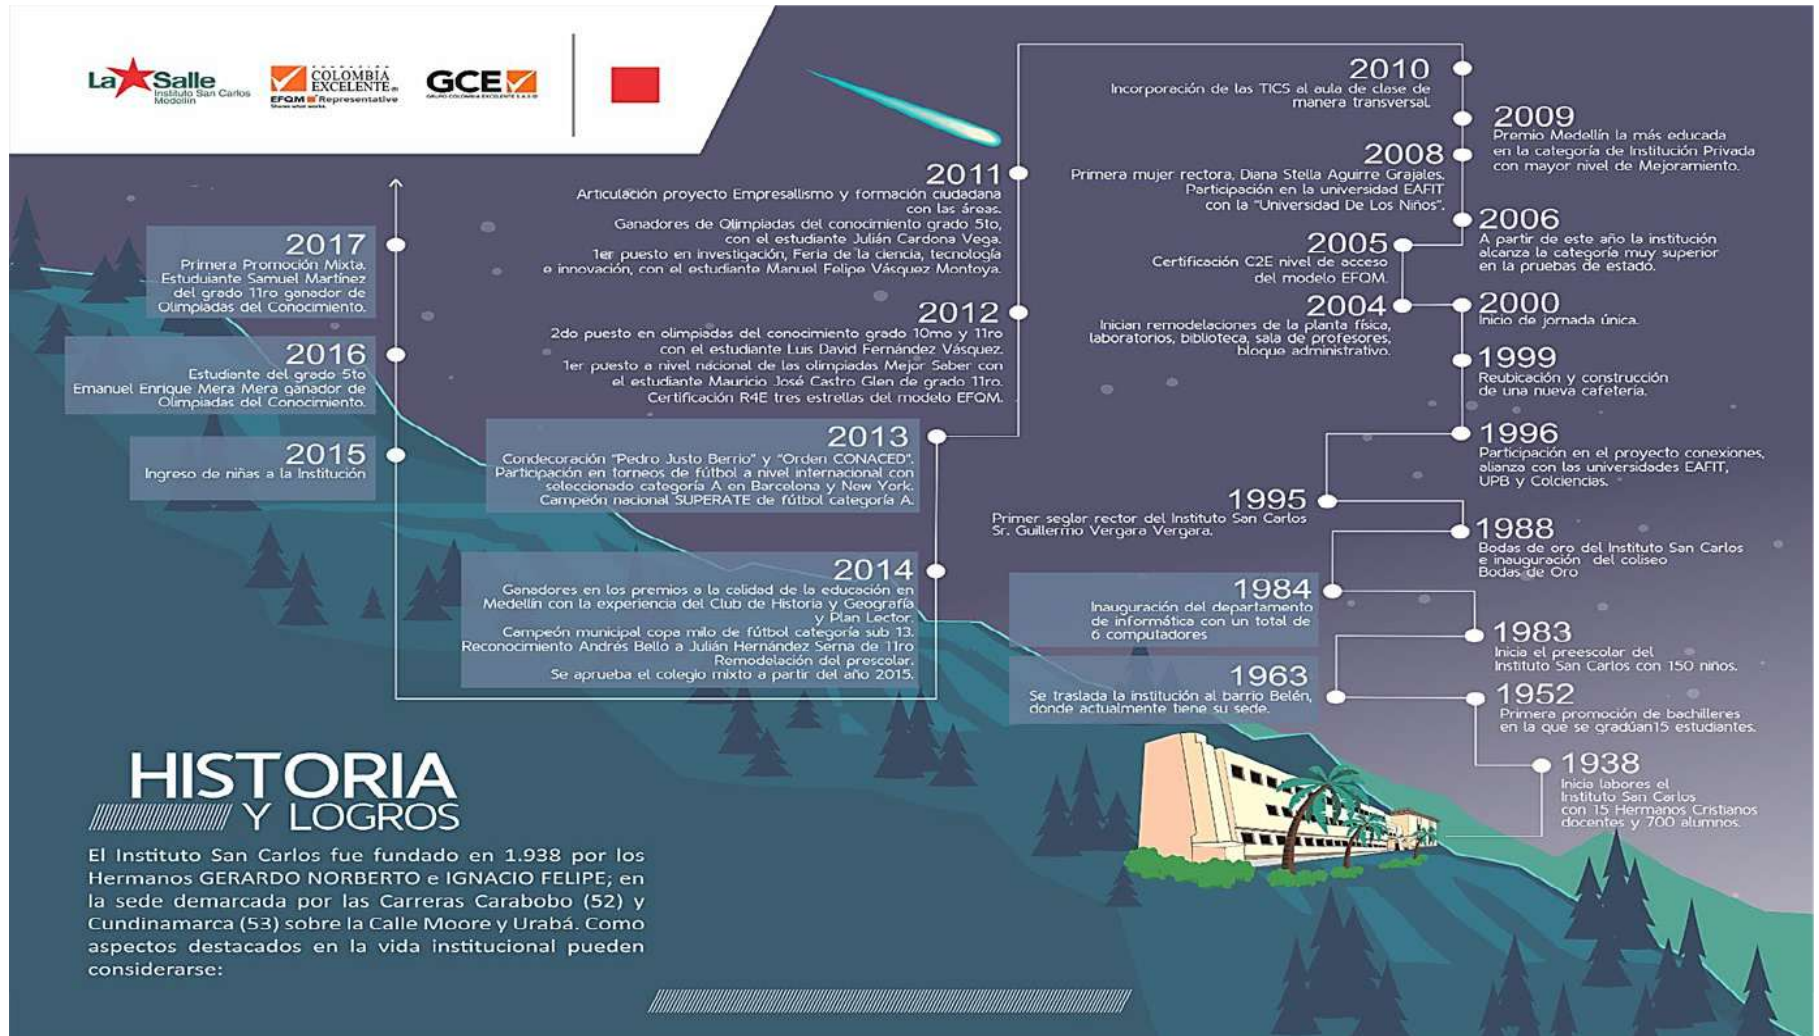 La Salle
Instituto San Carlos
Medellín
FUNDACIÓN
COLOMBIA
EXCELENTE
EFQM Representative
Shares what works.
GCE
GRUPO COLOMBIA EXCELENTE S.A.S
2010
Incorporación de las TICS al aula de clase de
manera transversal.
2009
Premio Medellín la más educada
en la categoría de Institución Privada
con mayor nivel de Mejoramiento.
2008
Primera mujer rectora, Diana Stella Aguirre Grajales.
Participación en la universidad EAFIT
con la "Universidad De Los Niños".
2006
A partir de este año la institución
alcanza la categoría muy superior
en la pruebas de estado.
2005
Certificación C2E nivel de acceso
del modelo EFQM.
2004
Inician remodelaciones de la planta física,
laboratorios, biblioteca, sala de profesores,
bloque administrativo.
2000
Inicio de jornada única.
1999
Reubicación y construcción
de una nueva cafetería.
1996
Participación en el proyecto conexiones,
alianza con las universidades EAFIT,
UPB y Colciencias.
1995
Primer seglar rector del Instituto San Carlos
Sr. Guillermo Vergara Vergara.
1988
Bodas de oro del Instituto San Carlos
e inauguración del coliseo
Bodas de Oro
1984
Inauguración del departamento
de informática con un total de
6 computadores
1983
Inicia el preescolar del
Instituto San Carlos con 150 niños.
1963
Se traslada la institución al barrio Belén,
donde actualmente tiene su sede.
1952
Primera promoción de bachilleres
en la que se gradúan15 estudiantes.
1938
Inicia labores el
Instituto San Carlos
con 15 Hermanos Cristianos
docentes y 700 alumnos.
2011
Articulación proyecto Empresallismo y formación ciudadana
con las áreas.
Ganadores de Olimpiadas del conocimiento grado 5to,
con el estudiante Julián Cardona Vega.
1er puesto en investigación, Feria de la ciencia, tecnología
e innovación, con el estudiante Manuel Felipe Vásquez Montoya.
2012
2do puesto en olimpiadas del conocimiento grado 10mo y 11ro
con el estudiante Luis David Fernández Vásquez.
1er puesto a nivel nacional de las olimpiadas Mejor Saber con
el estudiante Mauricio José Castro Glen de grado 11ro.
Certificación R4E tres estrellas del modelo EFQM.
2013
Condecoración "Pedro Justo Berrio" y "Orden CONACED".
Participación en torneos de fútbol a nivel internacional con
seleccionado categoría A en Barcelona y New York.
Campeón nacional SUPERATE de fútbol categoría A.
2014
Ganadores en los premios a la calidad de la educación en
Medellín con la experiencia del Club de Historia y Geografía
y Plan Lector.
Campeón municipal copa milo de fútbol categoría sub 13.
Reconocimiento Andrés Bello a Julián Hernández Serna de 11ro
Remodelación del prescolar.
Se aprueba el colegio mixto a partir del año 2015.
2017
Primera Promoción Mixta.
Estuduiante Samuel Martínez
del grado 11ro ganador de
Olimpiadas del Conocimiento.
2016
Estudiante del grado 5to
Emanuel Enrique Mera Mera ganador de
Olimpiadas del Conocimiento.
2015
Ingreso de niñas a la Institución
HISTORIA
Y LOGROS
El Instituto San Carlos fue fundado en 1.938 por los
Hermanos GERARDO NORBERTO e IGNACIO FELIPE; en
la sede demarcada por las Carreras Carabobo (52) y
Cundinamarca (53) sobre la Calle Moore y Urabá. Como
aspectos destacados en la vida institucional pueden
considerarse: